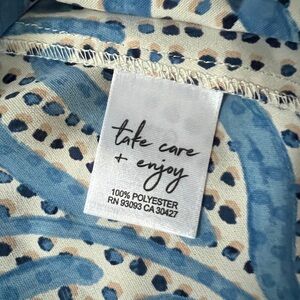 take care
+ enjoy
100% POLYESTER
RN 93093 CA 30427